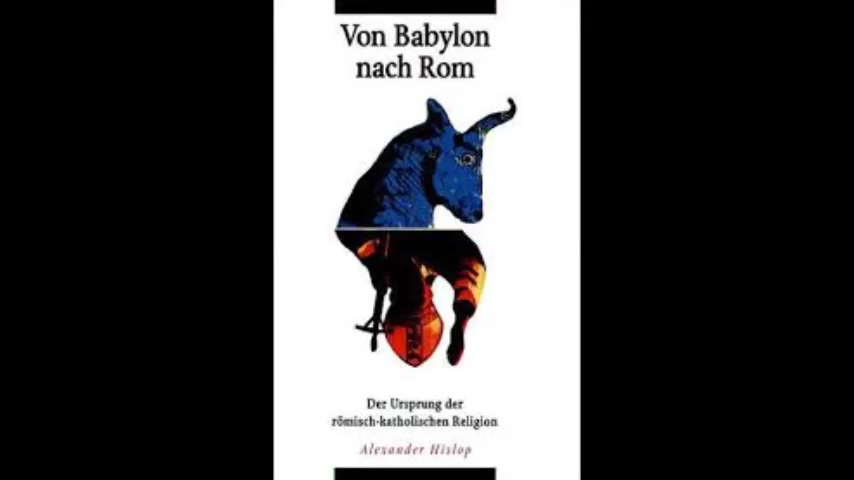 Von Babylon
nach Rom
Der Ursprung der
römisch-katholischen Religion
Alexander Hislop